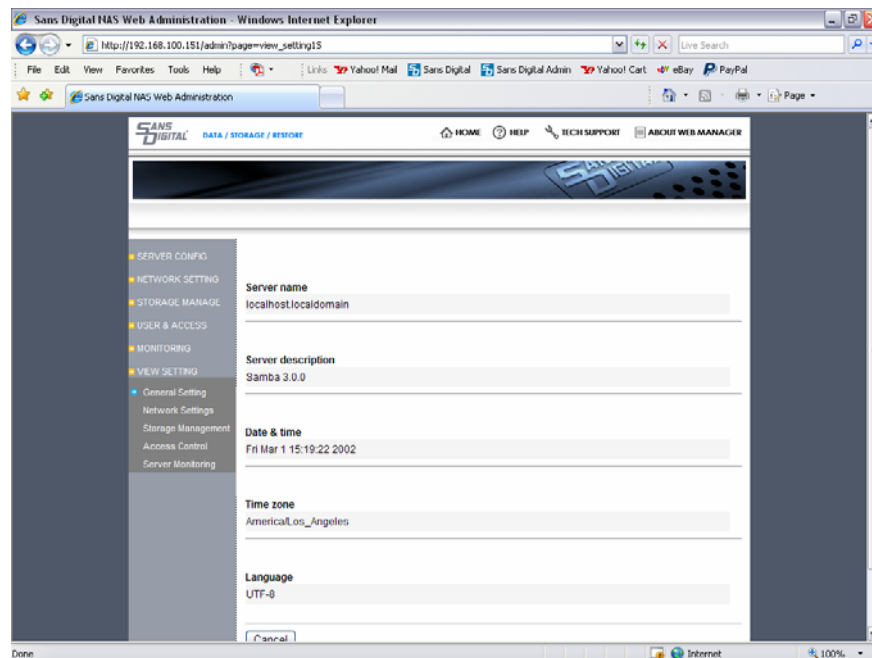 Sans Digital NAS Web Administration - Windows Internet Explorer
http://192.168.100.151/admin?page=view_setting1S
Live Search
File Edit View Favorites Tools Help
Links Yahoo! Mail Sans Digital Sans Digital Admin Yahoo! Cart eBay PayPal
Sans Digital NAS Web Administration
Page
SANS DIGITAL
DATA / STORAGE / RESTORE
HOME HELP TECH SUPPORT ABOUT WEB MANAGER
SANS
DIGITAL
SERVER CONFIG
NETWORK SETTING
STORAGE MANAGE
USER & ACCESS
MONITORING
VIEW SETTING
General Setting
Network Settings
Storage Management
Access Control
Server Monitoring
Server name
localhost.localdomain
Server description
Samba 3.0.0
Date & time
Fri Mar 1 15:19:22 2002
Time zone
America/Los_Angeles
Language
UTF-8
Cancel
Done
Internet
100%